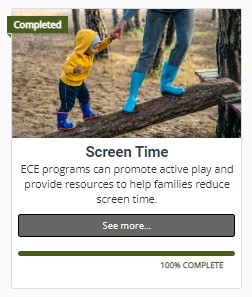 Completed
Screen Time
ECE programs can promote active play and
provide resources to help families reduce
screen time.
See more...
100% COMPLETE